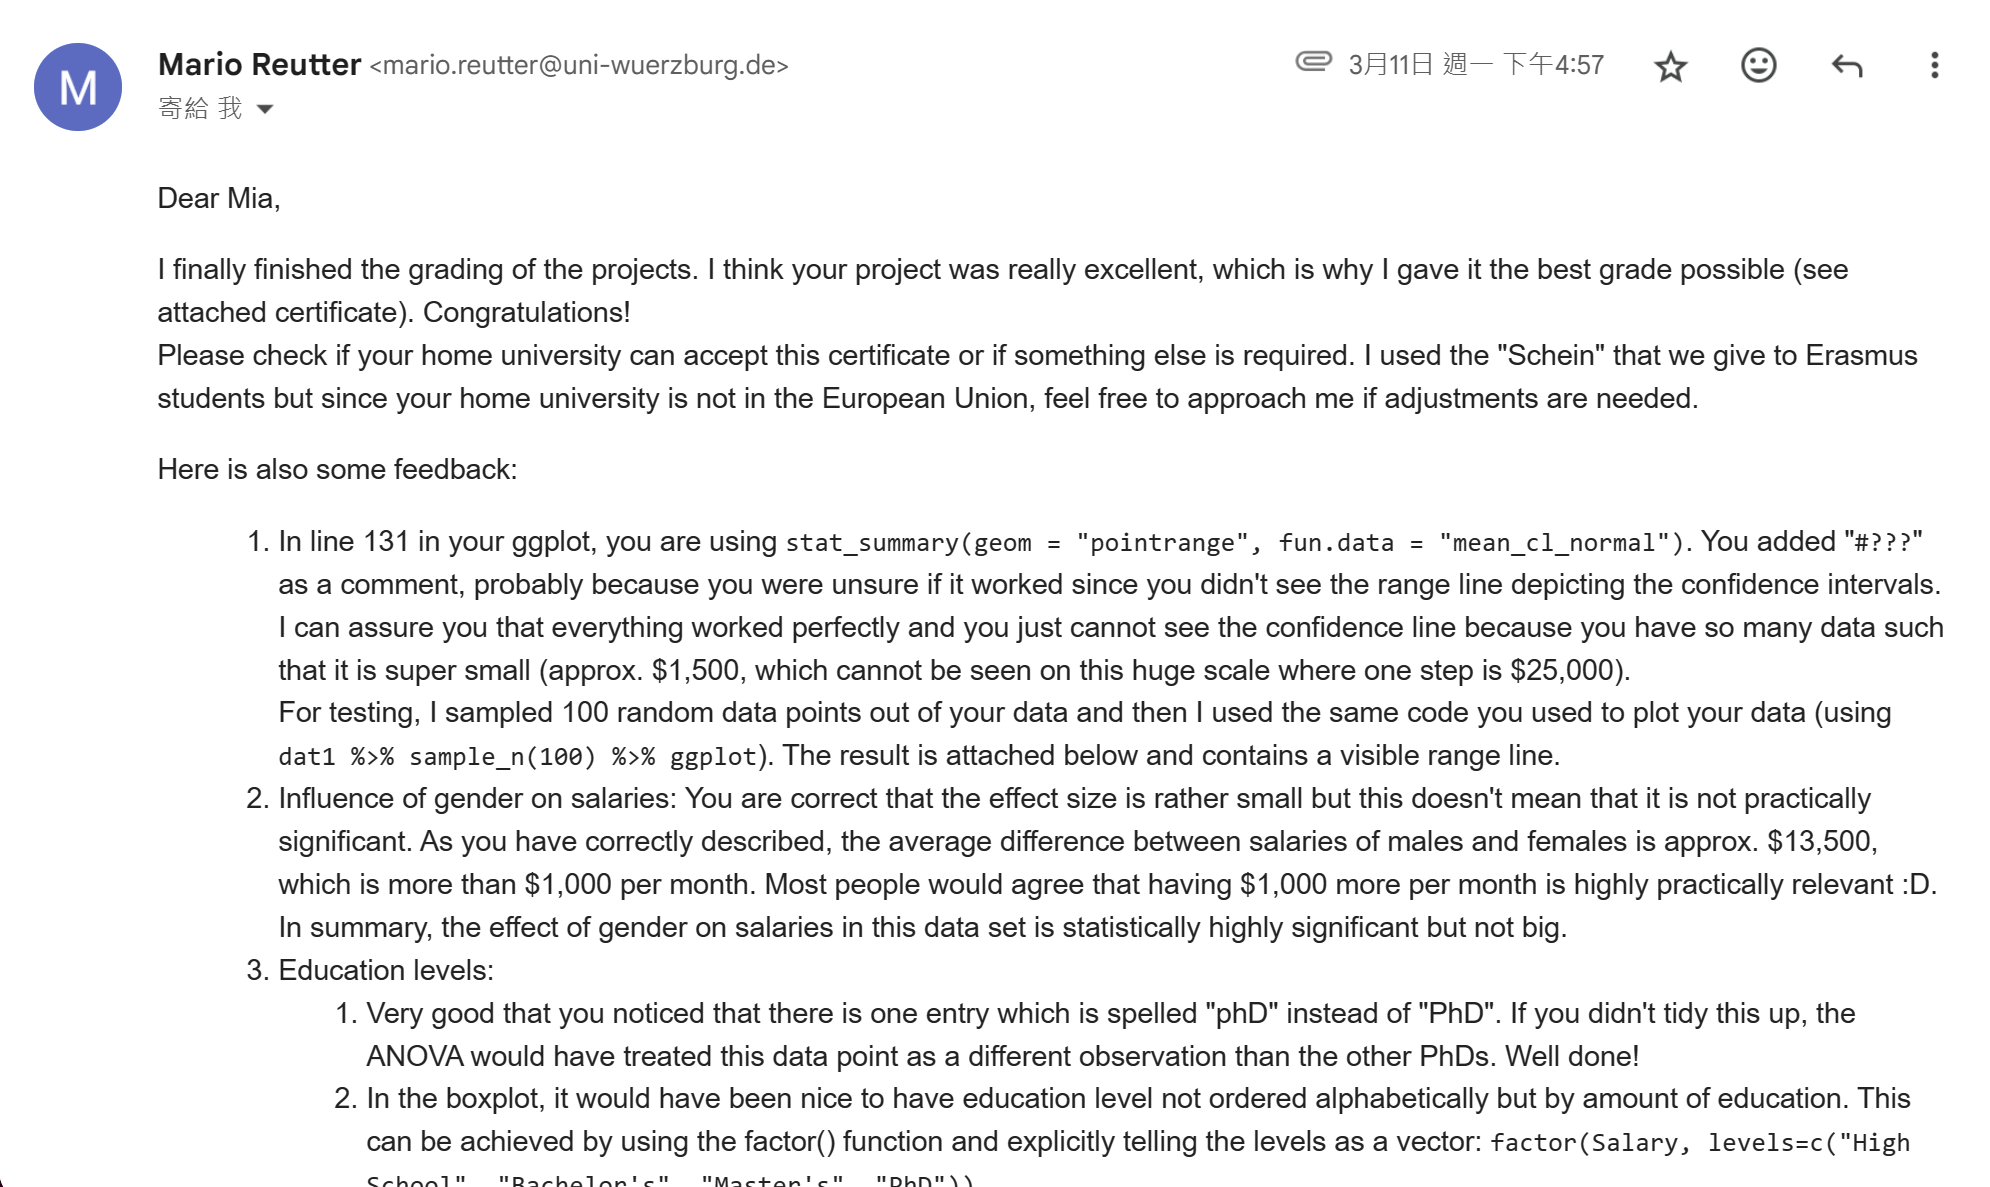 M
Mario Reutter <mario.reutter@uni-wuerzburg.de>
3月11日 週一 下午4:57
寄給 我
Dear Mia,
I finally finished the grading of the projects. I think your project was really excellent, which is why I gave it the best grade possible (see
attached certificate). Congratulations!
Please check if your home university can accept this certificate or if something else is required. I used the "Schein" that we give to Erasmus
students but since your home university is not in the European Union, feel free to approach me if adjustments are needed.
Here is also some feedback:
1. In line 131 in your ggplot, you are using stat_summary(geom = "pointrange", fun.data = "mean_cl_normal"). You added "#???"
as a comment, probably because you were unsure if it worked since you didn't see the range line depicting the confidence intervals.
I can assure you that everything worked perfectly and you just cannot see the confidence line because you have so many data such
that it is super small (approx. $1,500, which cannot be seen on this huge scale where one step is $25,000).
For testing, I sampled 100 random data points out of your data and then I used the same code you used to plot your data (using
dat1 %>% sample_n(100) %>% ggplot). The result is attached below and contains a visible range line.
2. Influence of gender on salaries: You are correct that the effect size is rather small but this doesn't mean that it is not practically
significant. As you have correctly described, the average difference between salaries of males and females is approx. $13,500,
which is more than $1,000 per month. Most people would agree that having $1,000 more per month is highly practically relevant :D.
In summary, the effect of gender on salaries in this data set is statistically highly significant but not big.
3. Education levels:
1. Very good that you noticed that there is one entry which is spelled "phD" instead of "PhD". If you didn't tidy this up, the
ANOVA would have treated this data point as a different observation than the other PhDs. Well done!
2. In the boxplot, it would have been nice to have education level not ordered alphabetically but by amount of education. This
can be achieved by using the factor() function and explicitly telling the levels as a vector: factor(Salary, levels=c("High
School", "Bachelor's", "Master's", "PhD"))